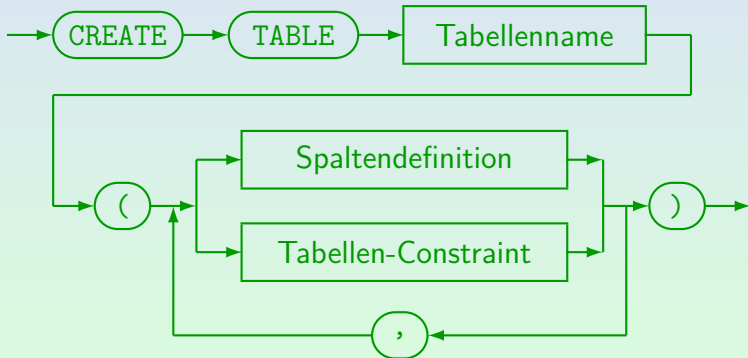 CREATE TABLE Tabellenname
Spaltendefinition
( )
Tabellen-Constraint
,